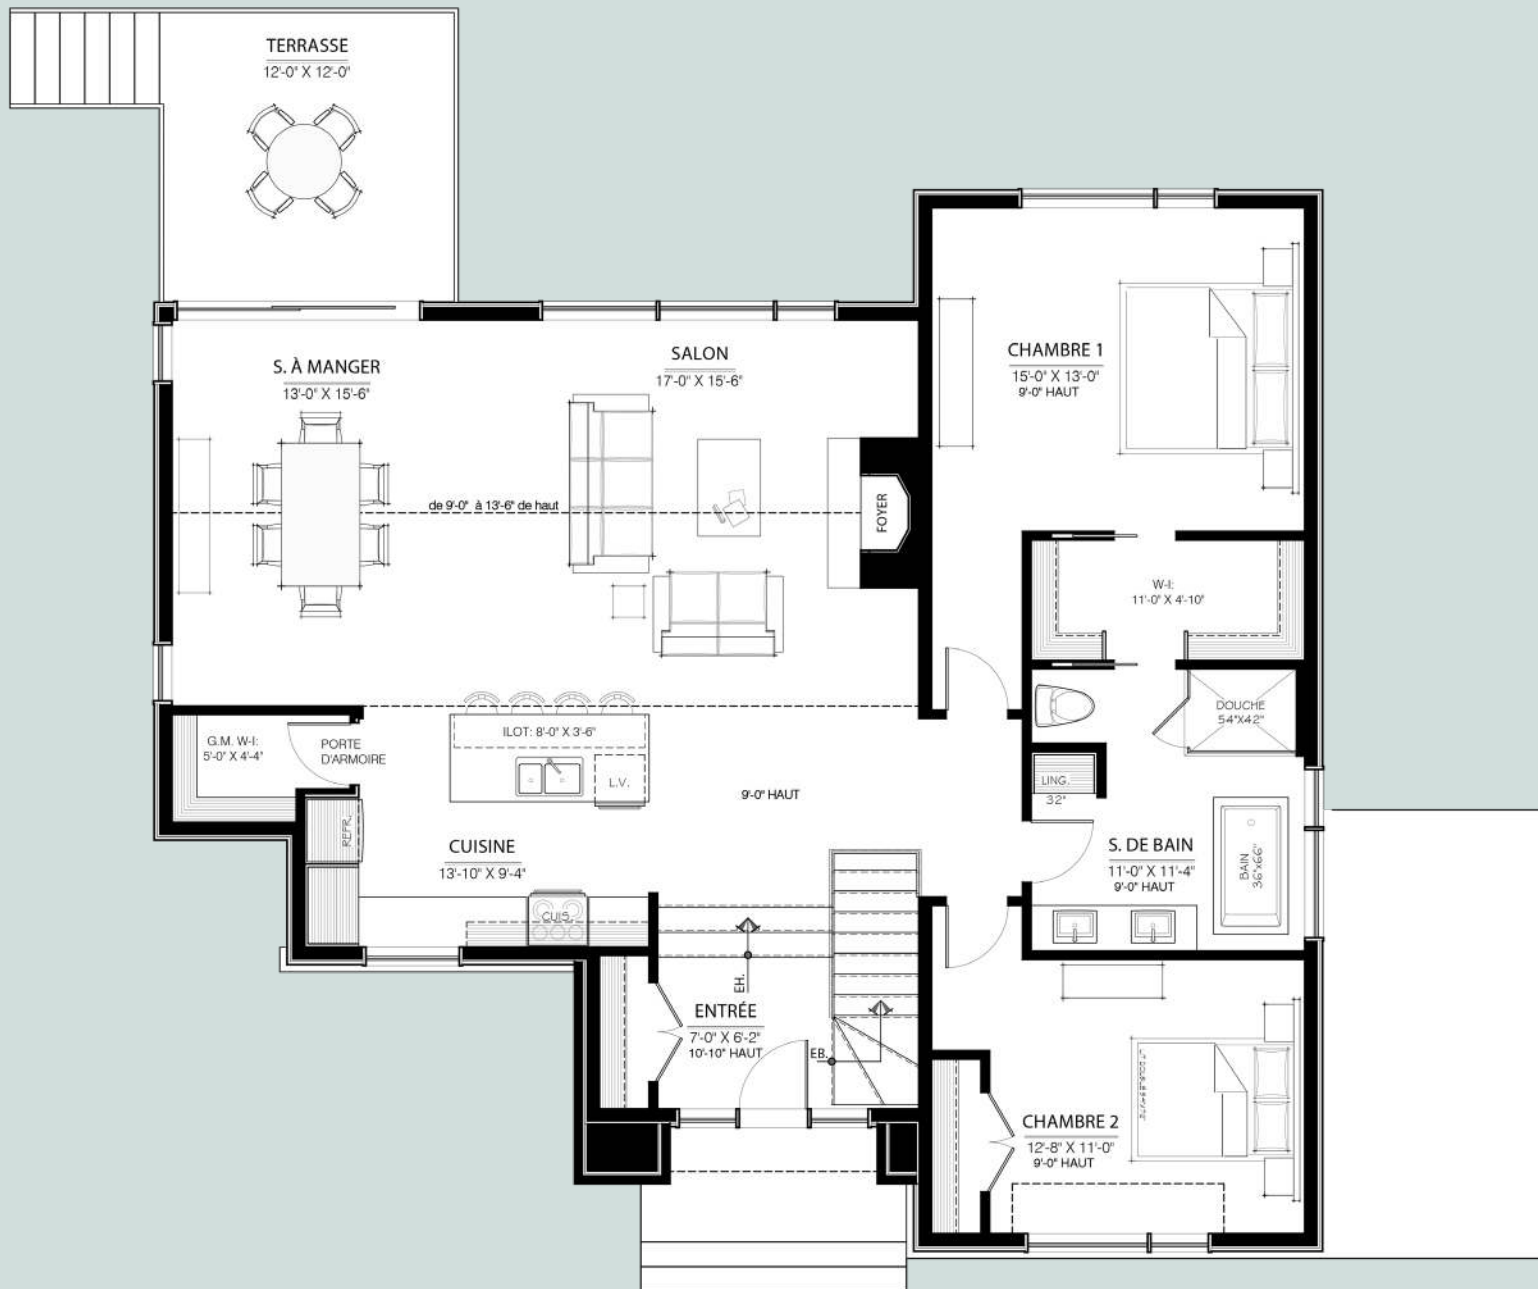 TERRASSE
12'-0" X 12'-0"
S. À MANGER
13'-0" X 15'-6"
SALON
17'-0" X 15'-6"
CHAMBRE 1
15'-0" X 13'-0"
9'-0" HAUT
de 9'-0" à 13'-6" de haut
FOYER
W-I:
11'-0" X 4'-10"
G.M. W-I:
5'-0" X 4'-4"
PORTE
D'ARMOIRE
ILOT: 8'-0" X 3'-6"
L.V.
9'-0" HAUT
DOUCHE
54"X42"
LING.
32"
REFR.
CUISINE
13'-10" X 9'-4"
CUIS.
S. DE BAIN
11'-0" X 11'-4"
9'-0" HAUT
BAIN
36"x66"
EH.
ENTRÉE
7'-0" X 6'-2"
10'-10" HAUT
EB.
CHAMBRE 2
12'-8" X 11'-0"
9'-0" HAUT